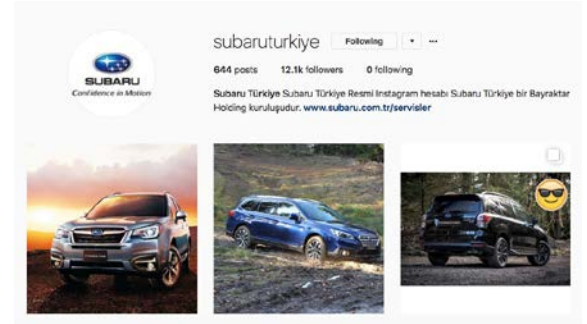 subaruturkiye Following
644 posts 12.1k followers 0 following
Subaru Türkiye Subaru Türkiye Resmi Instagram hesabı Subaru Türkiye bir Bayraktar
Holding kuruluşudur. www.subaru.com.tr/servisler
SUBARU
Confidence in Motion